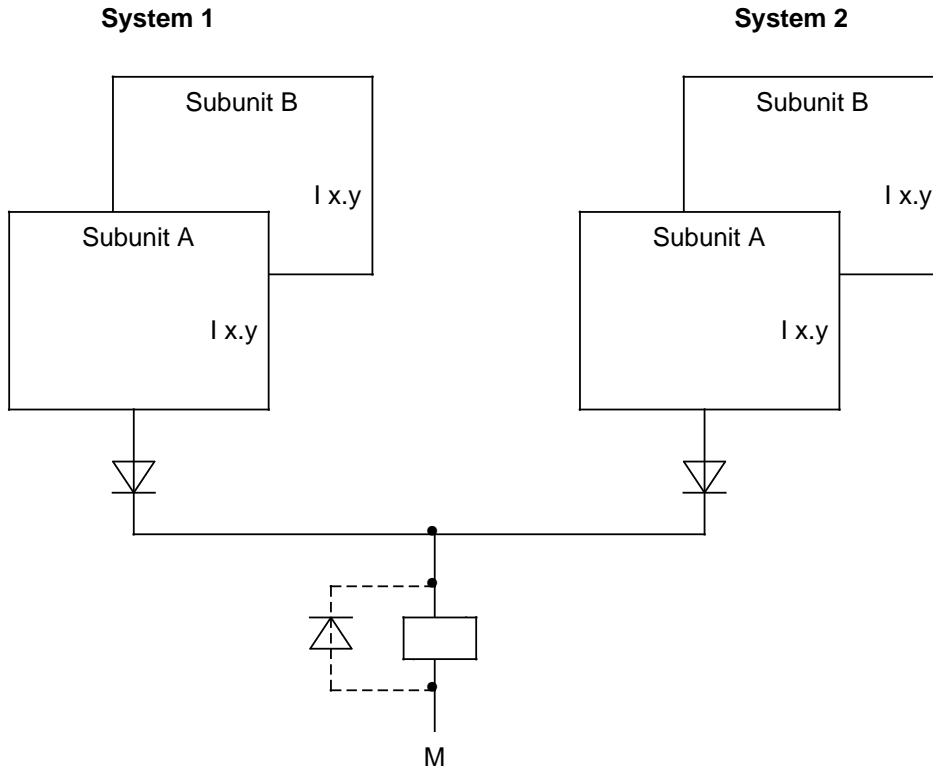 System 1
System 2
Subunit B
Subunit B
I x.y
I x.y
Subunit A
Subunit A
I x.y
I x.y
M